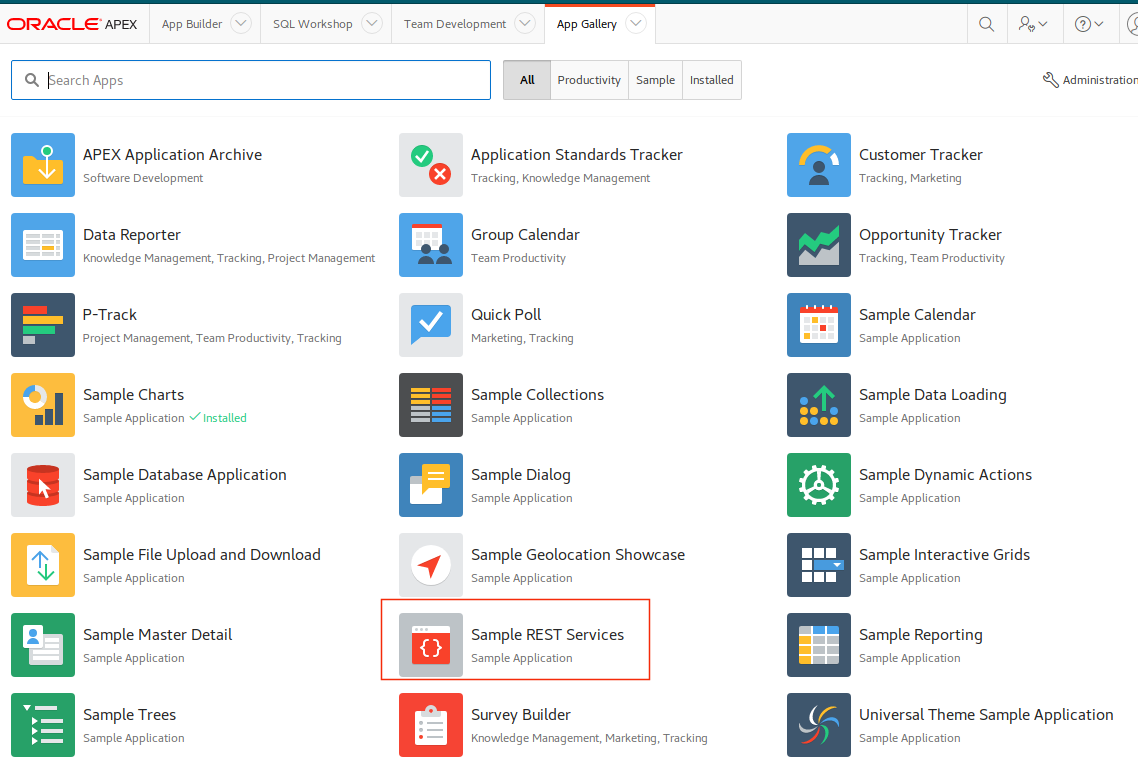 ORACLE APEX App Builder SQL Workshop Team Development App Gallery
Search Apps All Productivity Sample Installed Administration
APEX Application Archive
Software Development
Application Standards Tracker
Tracking, Knowledge Management
Customer Tracker
Tracking, Marketing
Data Reporter
Knowledge Management, Tracking, Project Management
Group Calendar
Team Productivity
Opportunity Tracker
Tracking, Team Productivity
P-Track
Project Management, Team Productivity, Tracking
Quick Poll
Marketing, Tracking
Sample Calendar
Sample Application
Sample Charts
Sample Application Installed
Sample Collections
Sample Application
Sample Data Loading
Sample Application
Sample Database Application
Sample Application
Sample Dialog
Sample Application
Sample Dynamic Actions
Sample Application
Sample File Upload and Download
Sample Application
Sample Geolocation Showcase
Sample Application
Sample Interactive Grids
Sample Application
Sample Master Detail
Sample Application
Sample REST Services
Sample Application
Sample Reporting
Sample Application
Sample Trees
Sample Application
Survey Builder
Knowledge Management, Marketing, Tracking
Universal Theme Sample Application
Sample Application